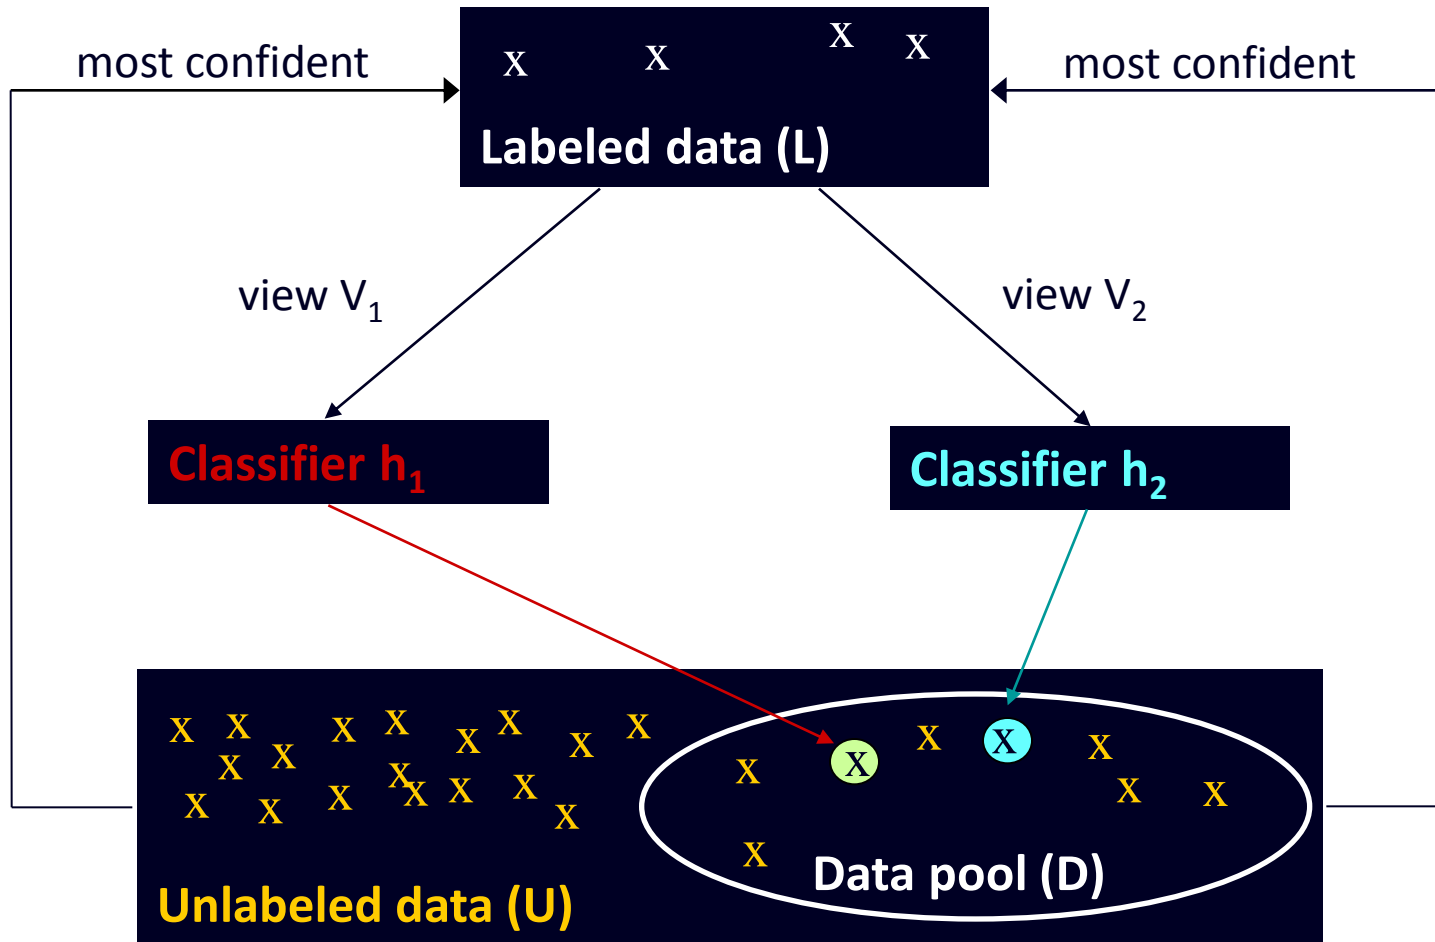 most confident
x x x x
most confident
Labeled data (L)
view V₁
view V₂
Classifier h₁
Classifier h₂
x x x x x x x x x x x x x x x x x x x
x x x x x x x x
Data pool (D)
Unlabeled data (U)